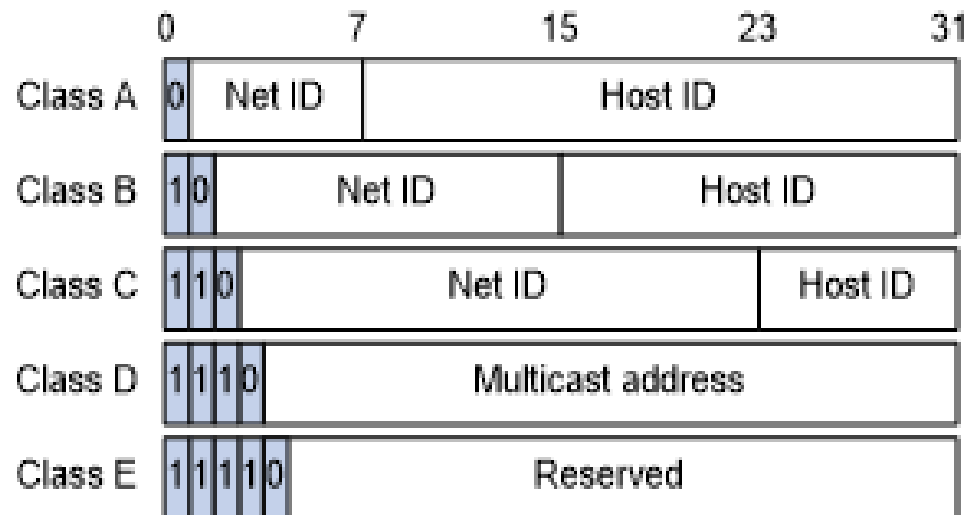 0 7 15 23 31
Class A 0 Net ID Host ID
Class B 1 0 Net ID Host ID
Class C 1 1 0 Net ID Host ID
Class D 1 1 1 0 Multicast address
Class E 1 1 1 1 0 Reserved